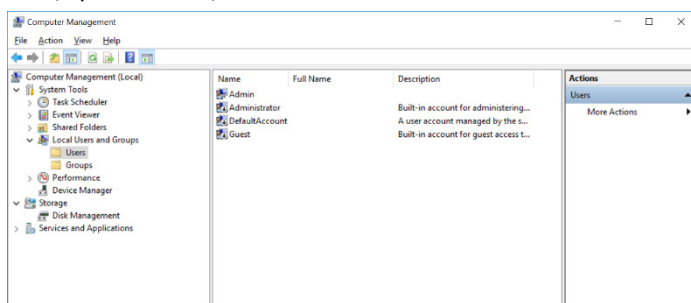 Computer Management
File Action View Help
Computer Management (Local)
System Tools
Task Scheduler
Event Viewer
Shared Folders
Local Users and Groups
Users
Groups
Performance
Device Manager
Storage
Disk Management
Services and Applications
Name Full Name Description
Admin
Administrator Built-in account for administering...
DefaultAccount A user account managed by the s...
Guest Built-in account for guest access t...
Actions
Users
More Actions